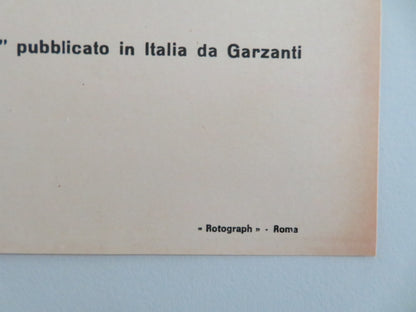 ” pubblicato in Italia da Garzanti
« Rotograph » · Roma